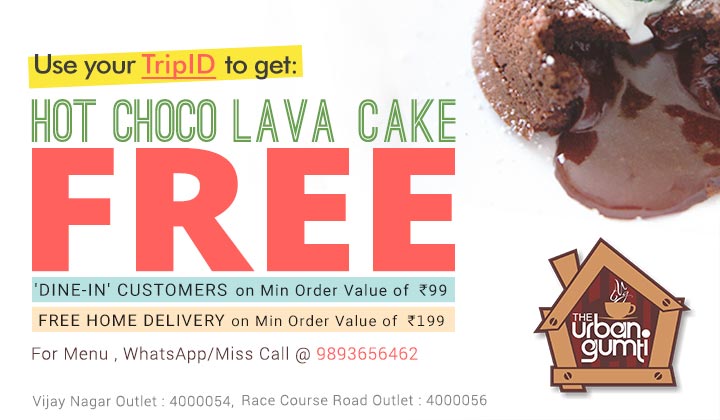 Use your TripID to get:
HOT CHOCO LAVA CAKE
FREE
'DINE-IN' CUSTOMERS on Min Order Value of ₹99
FREE HOME DELIVERY on Min Order Value of ₹199
For Menu , WhatsApp/Miss Call @ 9893656462
Vijay Nagar Outlet : 4000054, Race Course Road Outlet : 4000056
THE
urban
gumti